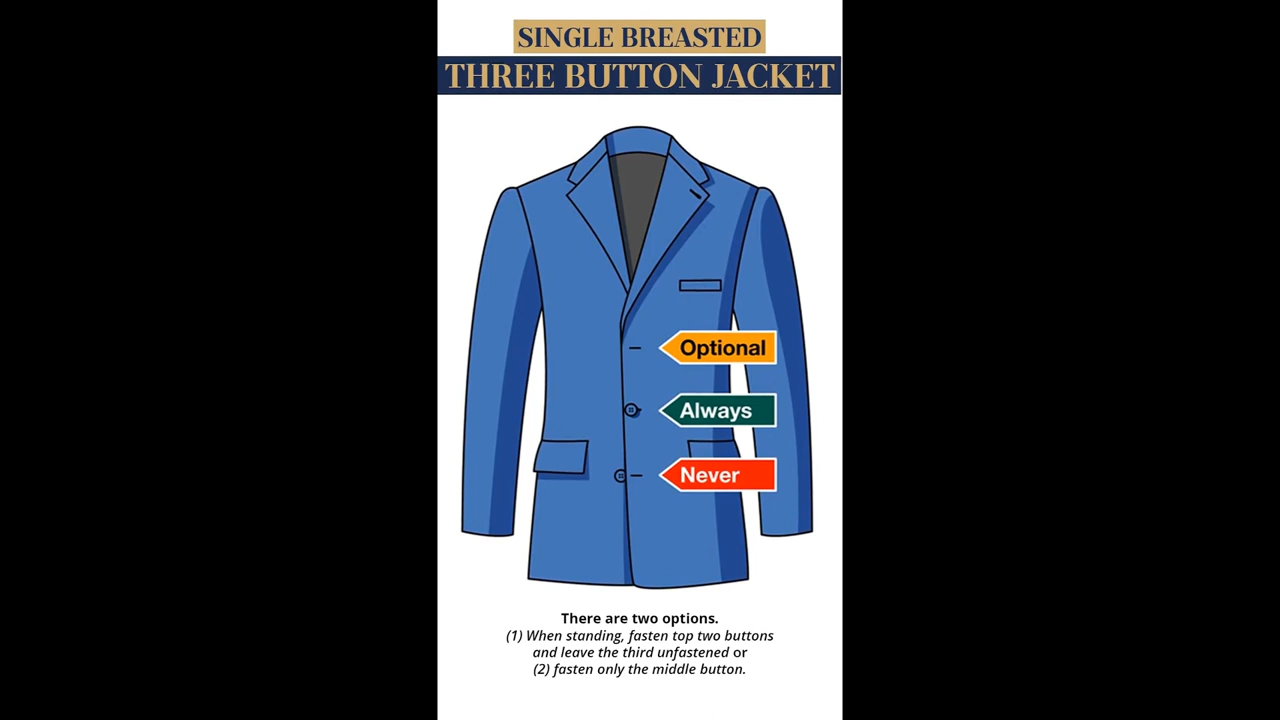 SINGLE BREASTED
THREE BUTTON JACKET
Optional
Always
Never
There are two options.
(1) When standing, fasten top two buttons
and leave the third unfastened or
(2) fasten only the middle button.